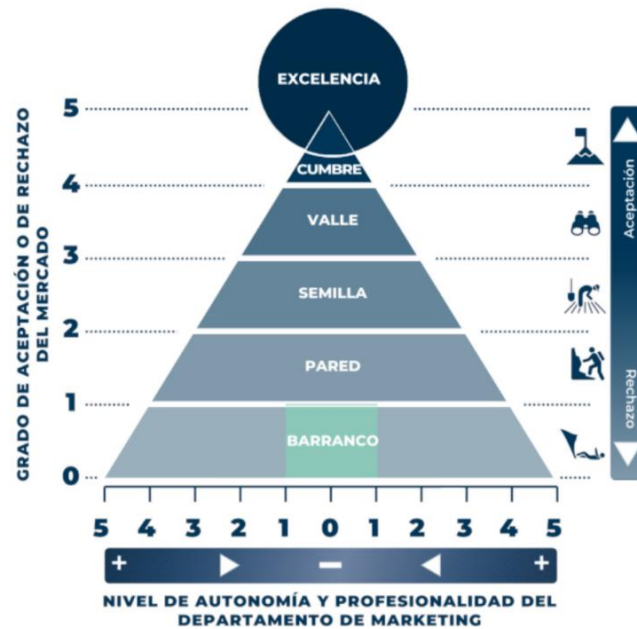 EXCELENCIA
5
CUMBRE
4
VALLE
3
SEMILLA
2
PARED
1
BARRANCO
0
GRADO DE ACEPTACIÓN O DE RECHAZO
DEL MERCADO
Aceptación
Rechazo
5 4 3 2 1 0 1 2 3 4 5
+ − +
NIVEL DE AUTONOMÍA Y PROFESIONALIDAD DEL
DEPARTAMENTO DE MARKETING